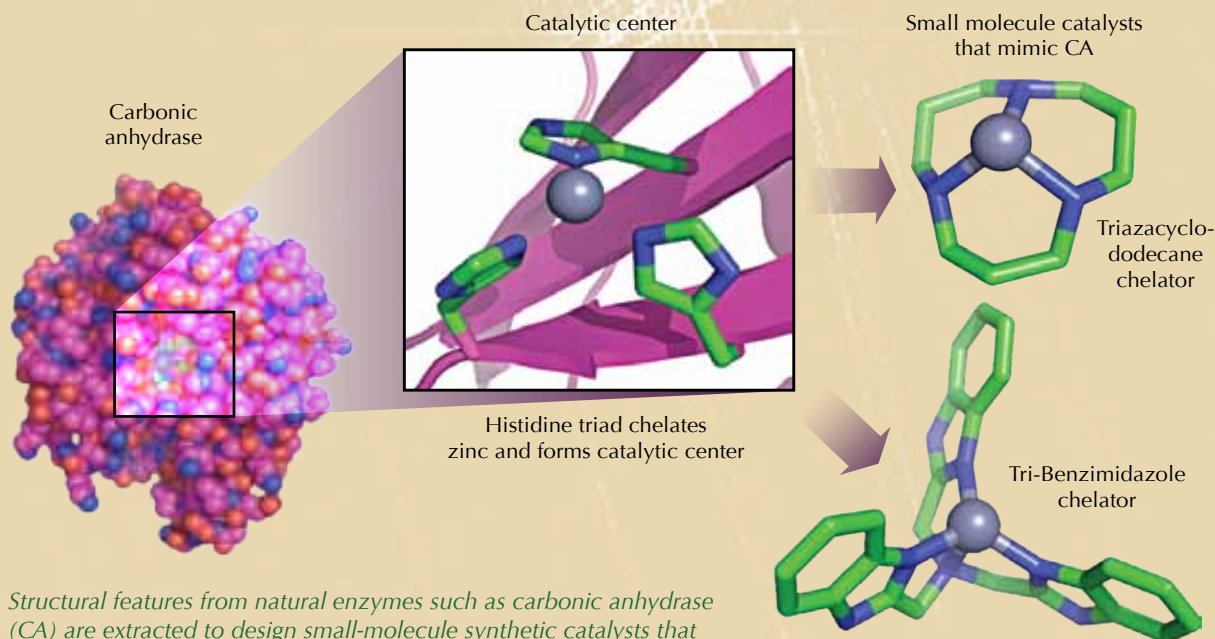 Catalytic center
Small molecule catalysts
that mimic CA
Carbonic
anhydrase
Triazacyclo-
dodecane
chelator
Histidine triad chelates
zinc and forms catalytic center
Tri-Benzimidazole
chelator
Structural features from natural enzymes such as carbonic anhydrase
(CA) are extracted to design small-molecule synthetic catalysts that